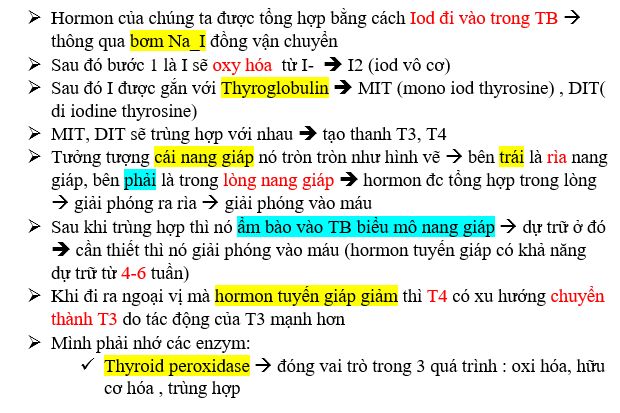 ➢ Hormon của chúng ta được tổng hợp bằng cách Iod đi vào trong TB →
thông qua bơm Na_I đồng vận chuyển
➢ Sau đó bước 1 là I sẽ oxy hóa từ I- ➔ I2 (iod vô cơ)
➢ Sau đó I được gắn với Thyroglobulin ➔ MIT (mono iod thyrosine) , DIT(
di iodine thyrosine)
➢ MIT, DIT sẽ trùng hợp với nhau ➔ tạo thanh T3, T4
➢ Tưởng tượng cái nang giáp nó tròn tròn như hình vẽ → bên trái là rìa nang
giáp, bên phải là trong lòng nang giáp ➔ hormon đc tổng hợp trong lòng
→ giải phóng ra rìa → giải phóng vào máu
➢ Sau khi trùng hợp thì nó ẩm bào vào TB biểu mô nang giáp → dự trữ ở đó
➔ cần thiết thì nó giải phóng vào máu (hormon tuyến giáp có khả năng
dự trữ từ 4-6 tuần)
➢ Khi đi ra ngoại vị mà hormon tuyến giáp giảm thì T4 có xu hướng chuyển
thành T3 do tác động của T3 mạnh hơn
➢ Mình phải nhớ các enzym:
✓ Thyroid peroxidase → đóng vai trò trong 3 quá trình : oxi hóa, hữu
cơ hóa , trùng hợp